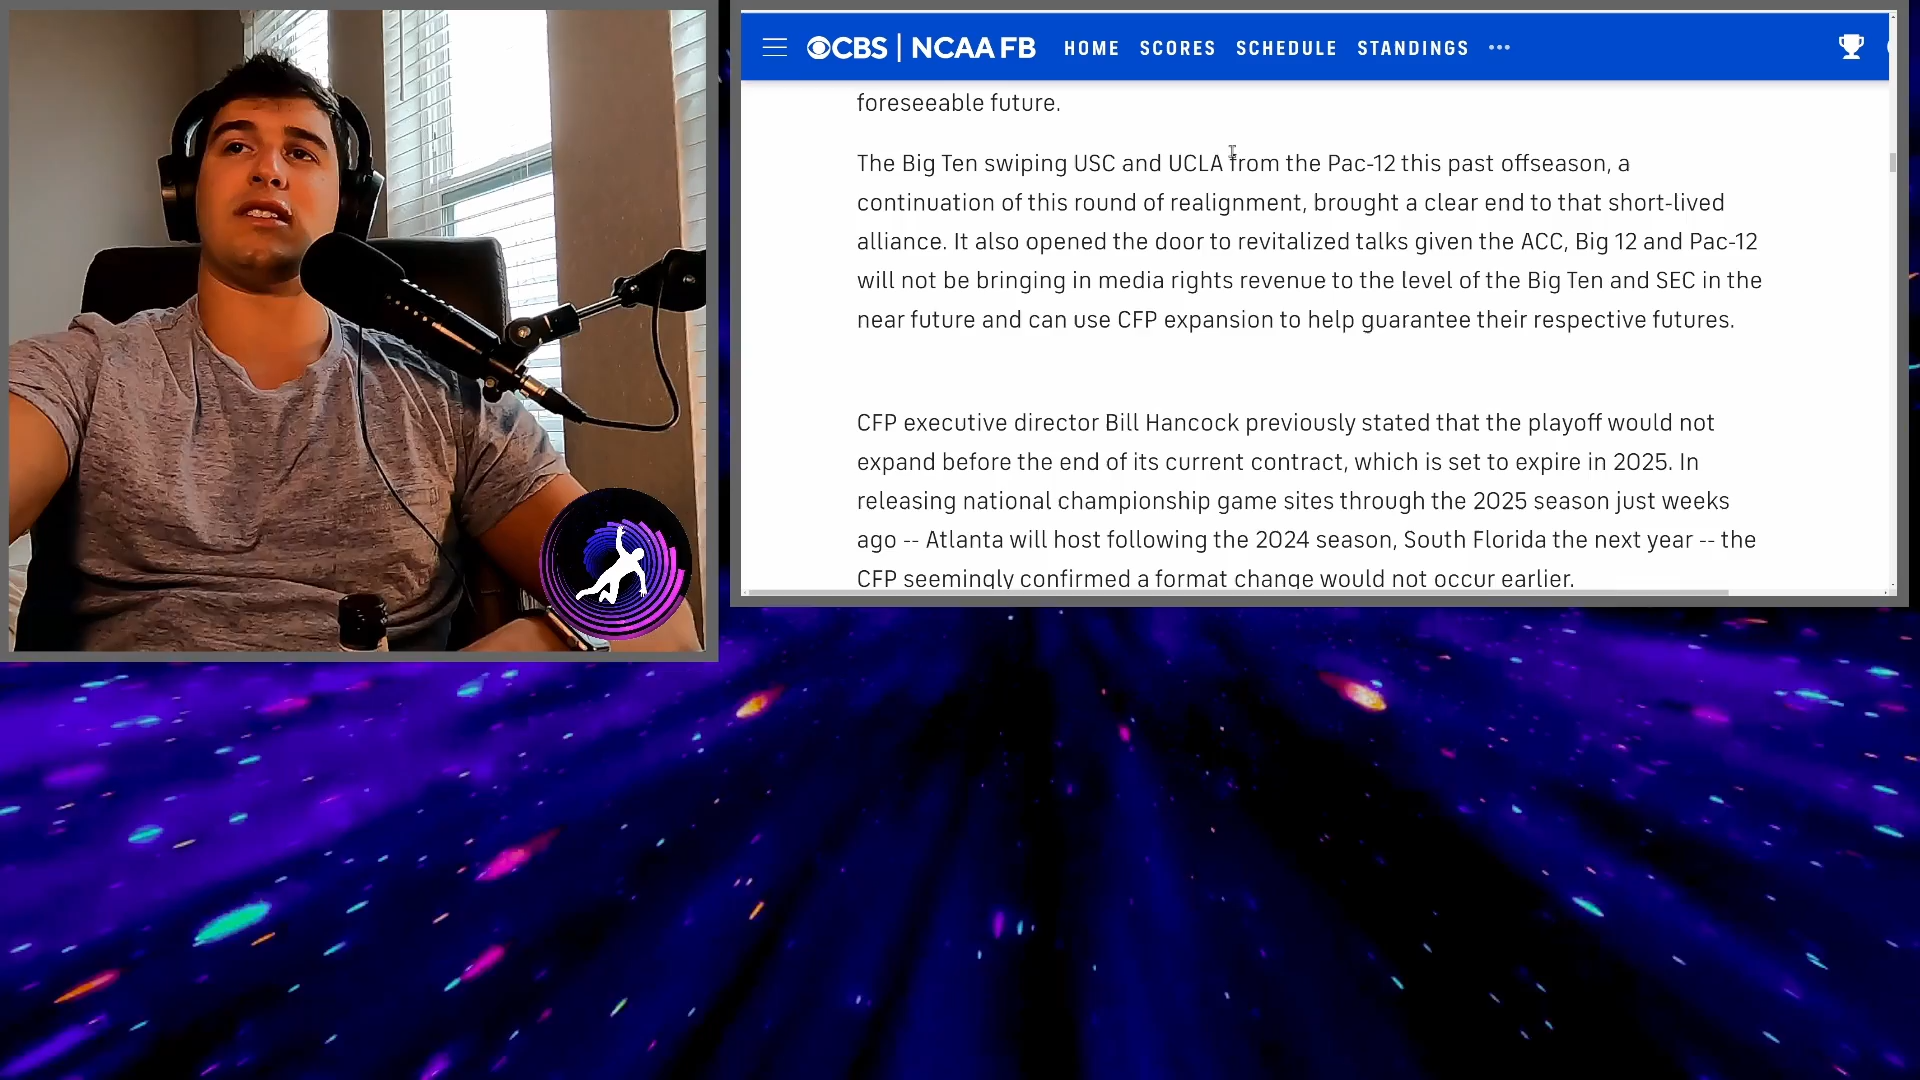 CBS | NCAA FB HOME SCORES SCHEDULE STANDINGS •••
foreseeable future.
The Big Ten swiping USC and UCLA from the Pac-12 this past offseason, a
continuation of this round of realignment, brought a clear end to that short-lived
alliance. It also opened the door to revitalized talks given the ACC, Big 12 and Pac-12
will not be bringing in media rights revenue to the level of the Big Ten and SEC in the
near future and can use CFP expansion to help guarantee their respective futures.
CFP executive director Bill Hancock previously stated that the playoff would not
expand before the end of its current contract, which is set to expire in 2025. In
releasing national championship game sites through the 2025 season just weeks
ago -- Atlanta will host following the 2024 season, South Florida the next year -- the
CFP seemingly confirmed a format change would not occur earlier.